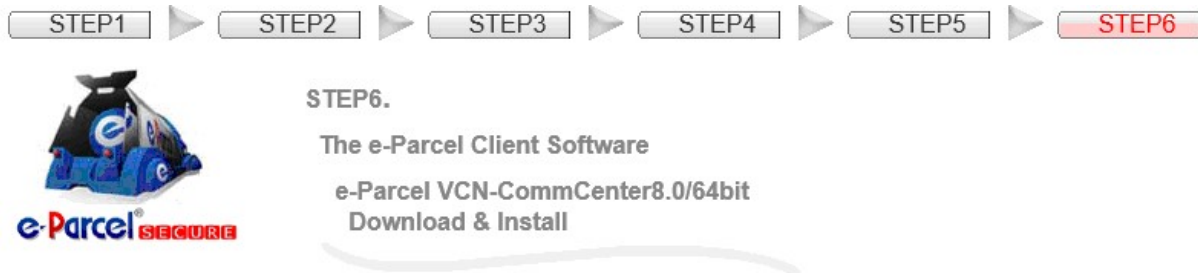 STEP1 STEP2 STEP3 STEP4 STEP5 STEP6
STEP6.
The e-Parcel Client Software
e-Parcel VCN-CommCenter8.0/64bit
Download & Install
e-Parcel® SECURE